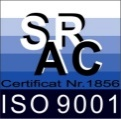 SR
AC
Certificat Nr.1856
ISO 9001